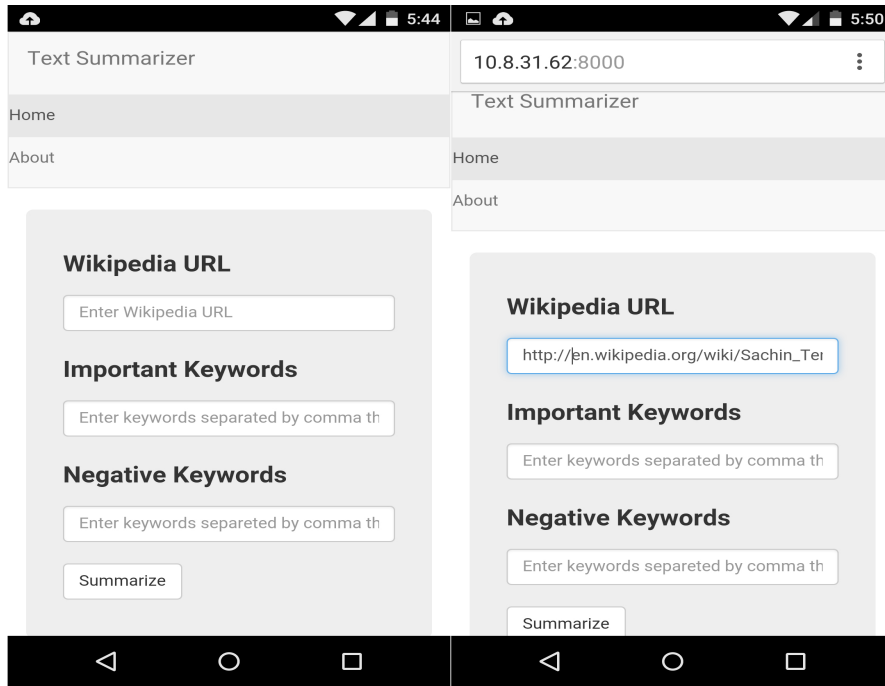 5:44
Text Summarizer
Home
About
Wikipedia URL
Enter Wikipedia URL
Important Keywords
Enter keywords separated by comma th
Negative Keywords
Enter keywords separeted by comma th
Summarize
5:50
10.8.31.62:8000
Text Summarizer
Home
About
Wikipedia URL
http://en.wikipedia.org/wiki/Sachin_Ter
Important Keywords
Enter keywords separated by comma th
Negative Keywords
Enter keywords separeted by comma th
Summarize